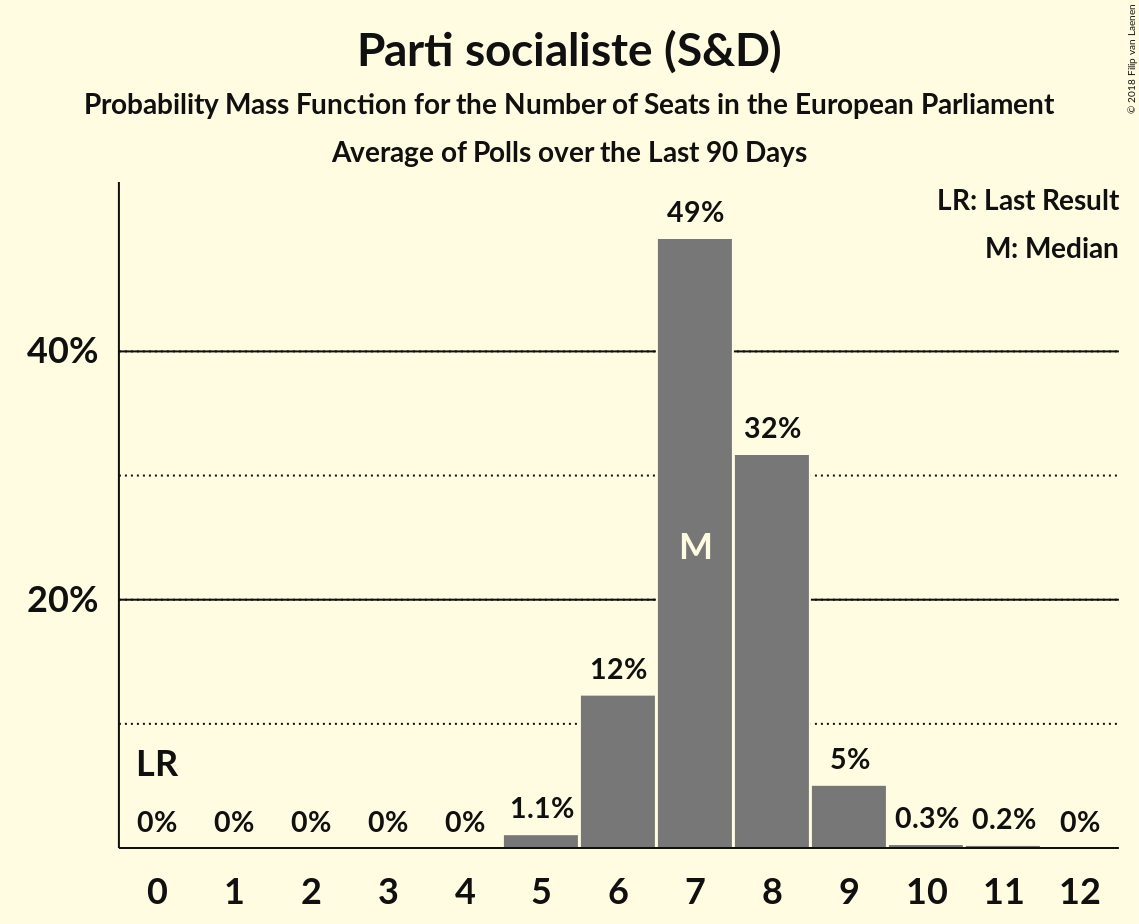 Parti socialiste (S&D)
Probability Mass Function for the Number of Seats in the European Parliament
Average of Polls over the Last 90 Days
© 2018 Filip van Laenen
LR: Last Result
M: Median
49%
40%
32%
M
20%
12%
LR
5%
1.1%
0% 0% 0% 0% 0% 0.3% 0.2% 0%
0 1 2 3 4 5 6 7 8 9 10 11 12